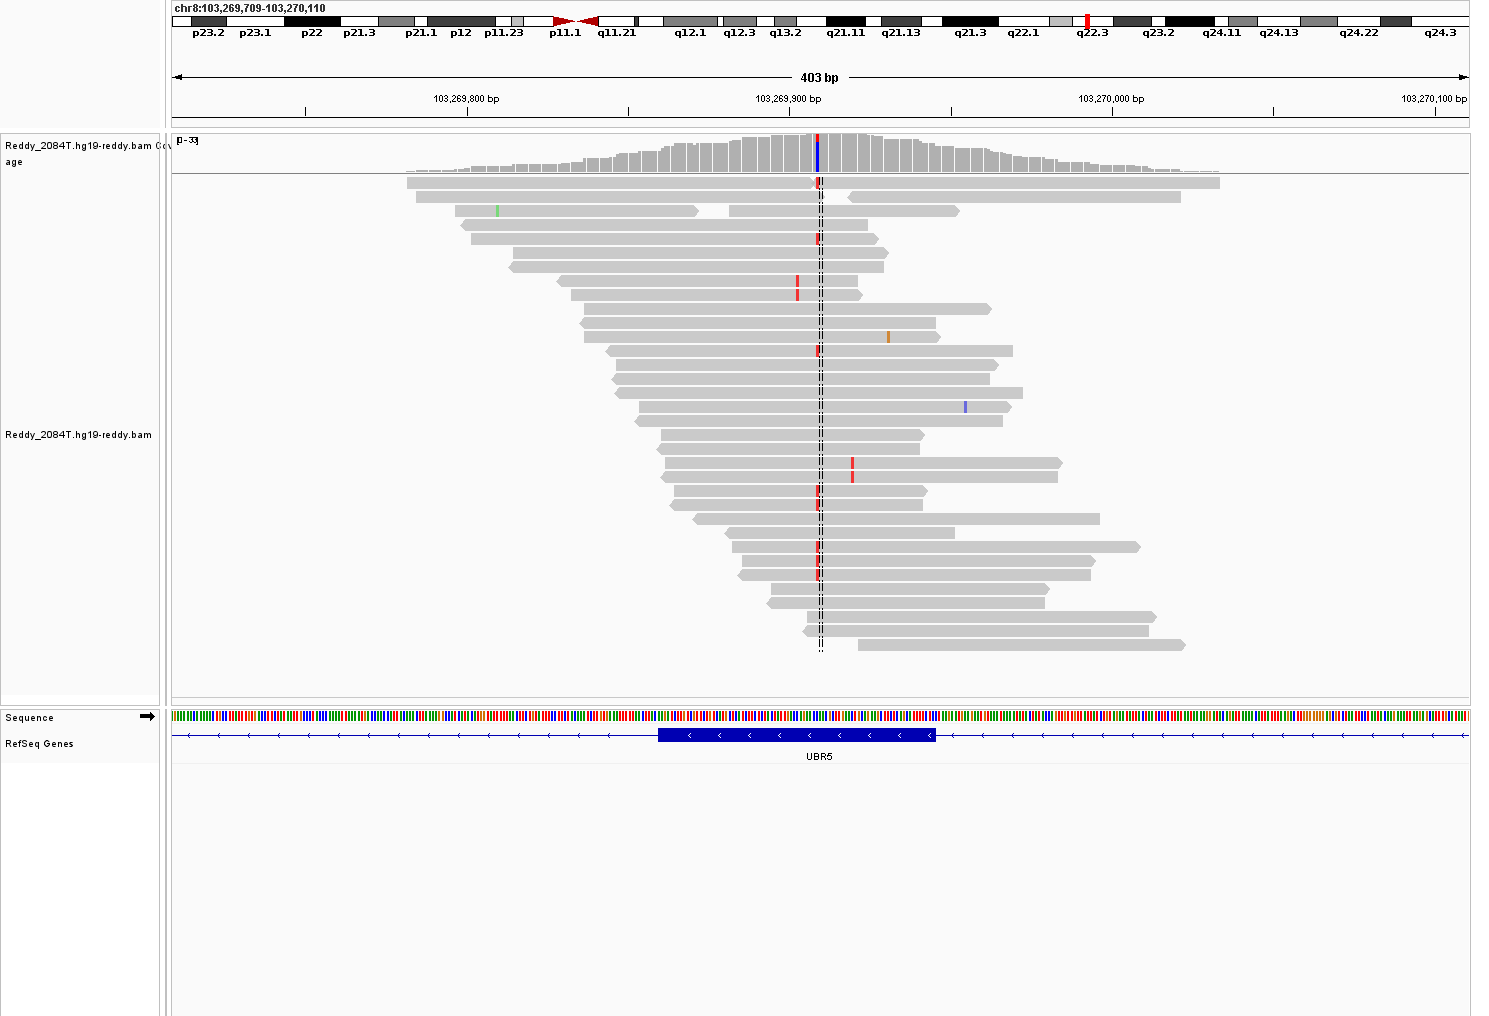 chr8:103,269,709-103,270,110
p23.2 p23.1 p22 p21.3 p21.1 p12 p11.23 p11.1 q11.21 q12.1 q12.3 q13.2 q21.11 q21.13 q21.3 q22.1 q22.3 q23.2 q24.11 q24.13 q24.22 q24.3
403 bp
103,269,800 bp 103,269,900 bp 103,270,000 bp 103,270,100 bp
Reddy_2084T.hg19-reddy.bam Cov
age
[0-33]
Reddy_2084T.hg19-reddy.bam
Sequence
RefSeq Genes
UBR5